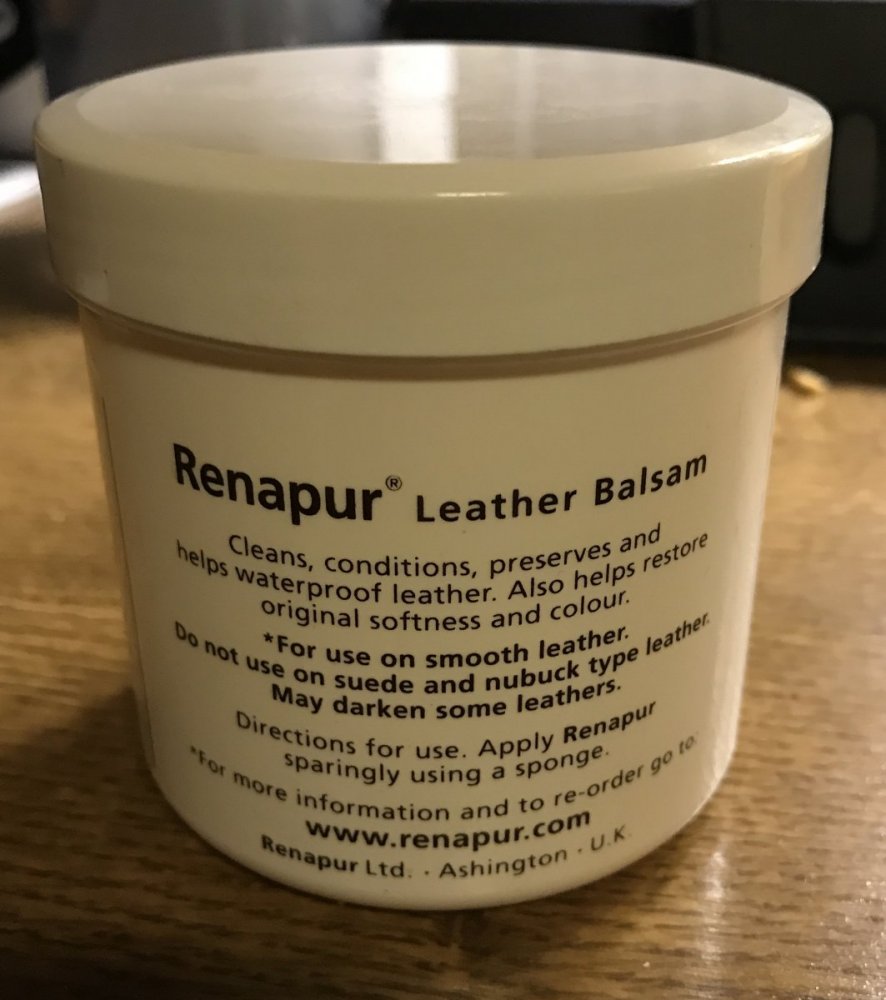 Renapur® Leather Balsam
Cleans, conditions, preserves and
helps waterproof leather. Also helps restore
original softness and colour.
*For use on smooth leather.
Do not use on suede and nubuck type leather.
May darken some leathers.
Directions for use. Apply Renapur
sparingly using a sponge.
*For more information and to re-order go to:
www.renapur.com
Renapur Ltd. · Ashington · U.K.